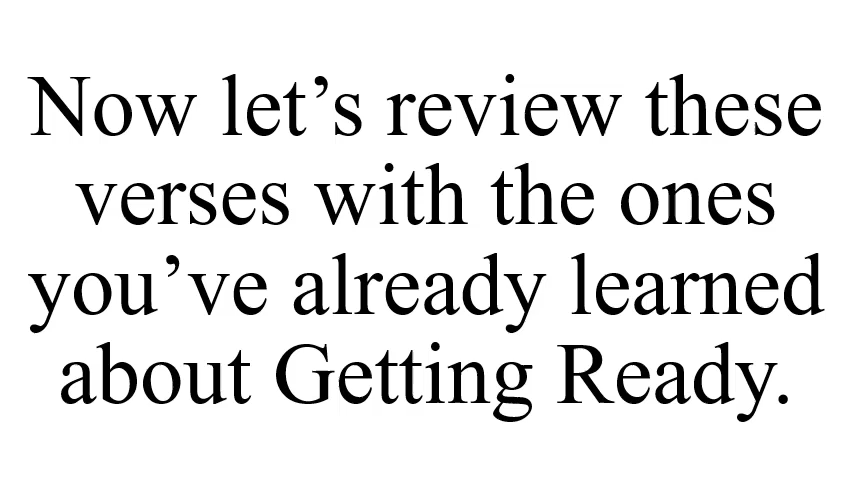 Now let’s review these
verses with the ones
you’ve already learned
about Getting Ready.